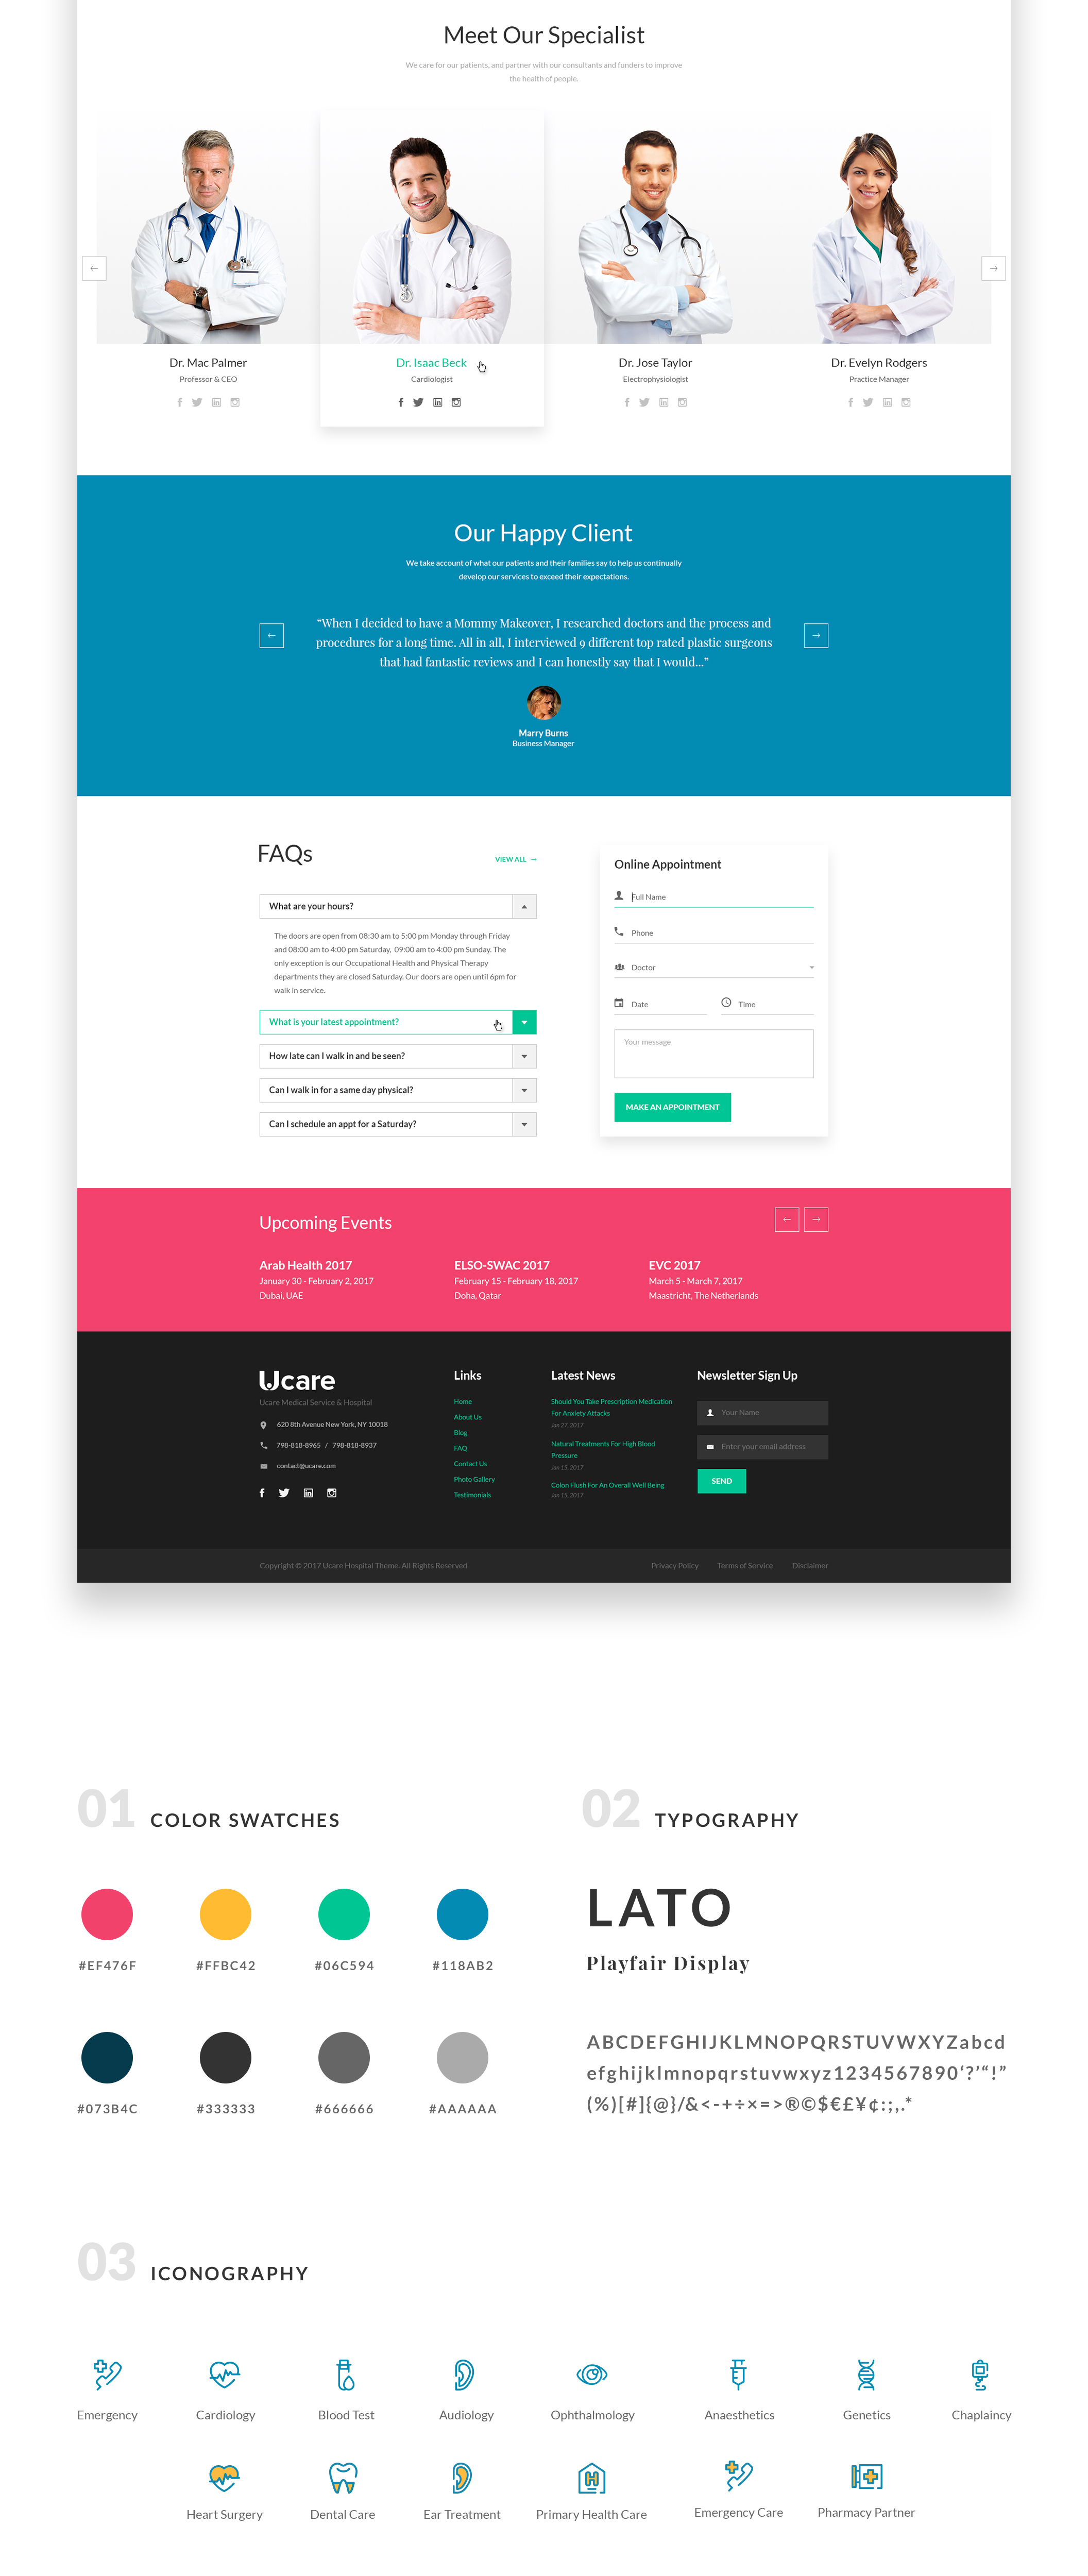 Meet Our Specialist
We care for our patients, and partner with our consultants and funders to improve
the health of people.
Dr. Mac Palmer
Professor & CEO
Dr. Isaac Beck
Cardiologist
Dr. Jose Taylor
Electrophysiologist
Dr. Evelyn Rodgers
Practice Manager
Our Happy Client
We take account of what our patients and their families say to help us continually
develop our services to exceed their expectations.
“When I decided to have a Mommy Makeover, I researched doctors and the process and
procedures for a long time. All in all, I interviewed 9 different top rated plastic surgeons
that had fantastic reviews and I can honestly say that I would...”
Marry Burns
Business Manager
FAQs
VIEW ALL →
What are your hours?
The doors are open from 08:30 am to 5:00 pm Monday through Friday
and 08:00 am to 4:00 pm Saturday,  09:00 am to 4:00 pm Sunday. The
only exception is our Occupational Health and Physical Therapy
departments they are closed Saturday. Our doors are open until 6pm for
walk in service.
What is your latest appointment?
How late can I walk in and be seen?
Can I walk in for a same day physical?
Can I schedule an appt for a Saturday?
Online Appointment
Full Name
Phone
Doctor
Date
Time
Your message
MAKE AN APPOINTMENT
Upcoming Events
Arab Health 2017
January 30 - February 2, 2017
Dubai, UAE
ELSO-SWAC 2017
February 15 - February 18, 2017
Doha, Qatar
EVC 2017
March 5 - March 7, 2017
Maastricht, The Netherlands
Ucare
Ucare Medical Service & Hospital
620 8th Avenue New York, NY 10018
798-818-8965 / 798-818-8937
contact@ucare.com
Links
Home
About Us
Blog
FAQ
Contact Us
Photo Gallery
Testimonials
Latest News
Should You Take Prescription Medication
For Anxiety Attacks
Jan 27, 2017
Natural Treatments For High Blood
Pressure
Jan 15, 2017
Colon Flush For An Overall Well Being
Jan 15, 2017
Newsletter Sign Up
Your Name
Enter your email address
SEND
Copyright © 2017 Ucare Hospital Theme. All Rights Reserved
Privacy Policy
Terms of Service
Disclaimer
01 COLOR SWATCHES
#EF476F
#FFBC42
#06C594
#118AB2
#073B4C
#333333
#666666
#AAAAAA
02 TYPOGRAPHY
LATO
Playfair Display
ABCDEFGHIJKLMNOPQRSTUVWXYZabcd
efghijklmnopqrstuvwxyz1234567890‘?’“!”
(%)[#]{@}/&<-+÷×=>®©$€£¥¢:;,.*
03 ICONOGRAPHY
Emergency
Cardiology
Blood Test
Audiology
Ophthalmology
Anaesthetics
Genetics
Chaplaincy
Heart Surgery
Dental Care
Ear Treatment
Primary Health Care
Emergency Care
Pharmacy Partner